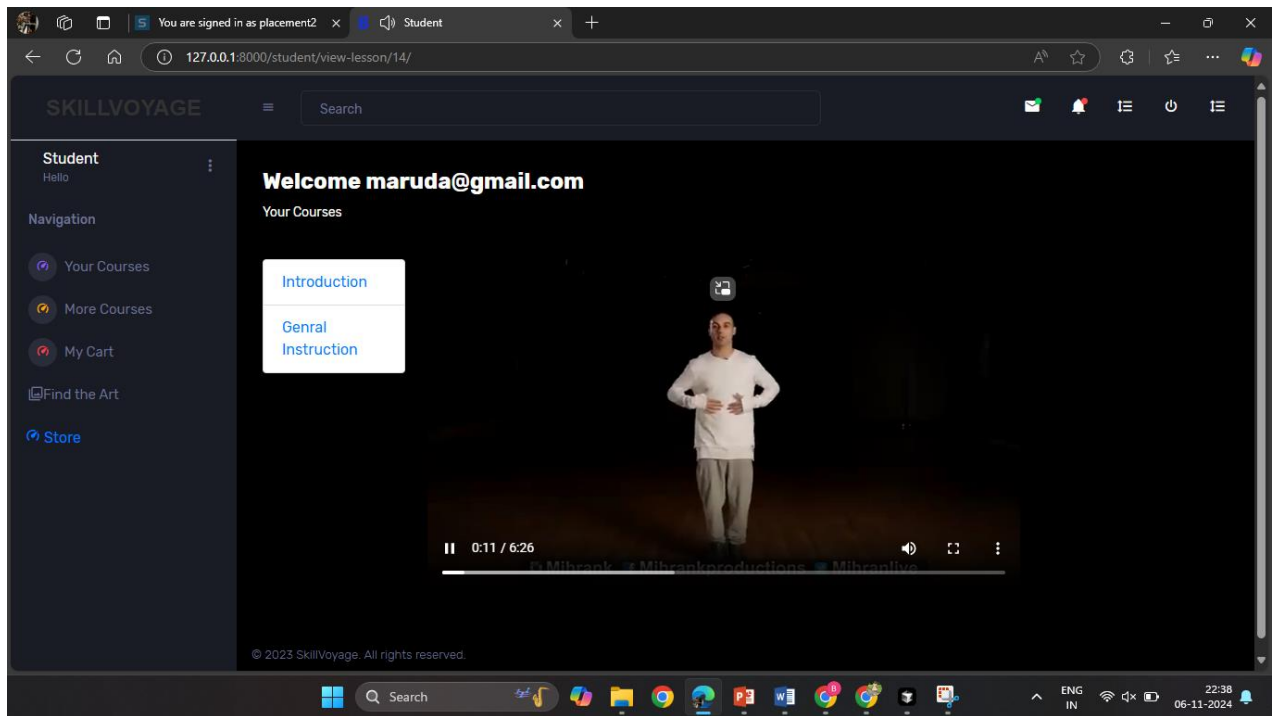 You are signed in as placement2
Student
127.0.0.1:8000/student/view-lesson/14/
SKILLVOYAGE
Search
Student
Hello
Welcome maruda@gmail.com
Your Courses
Navigation
Your Courses
More Courses
My Cart
Find the Art
Store
Introduction
Genral
Instruction
0:11 / 6:26
Mihrank Mihrankproductions Mihranlive
© 2023 SkillVoyage. All rights reserved.
Search
ENG
IN
22:38
06-11-2024